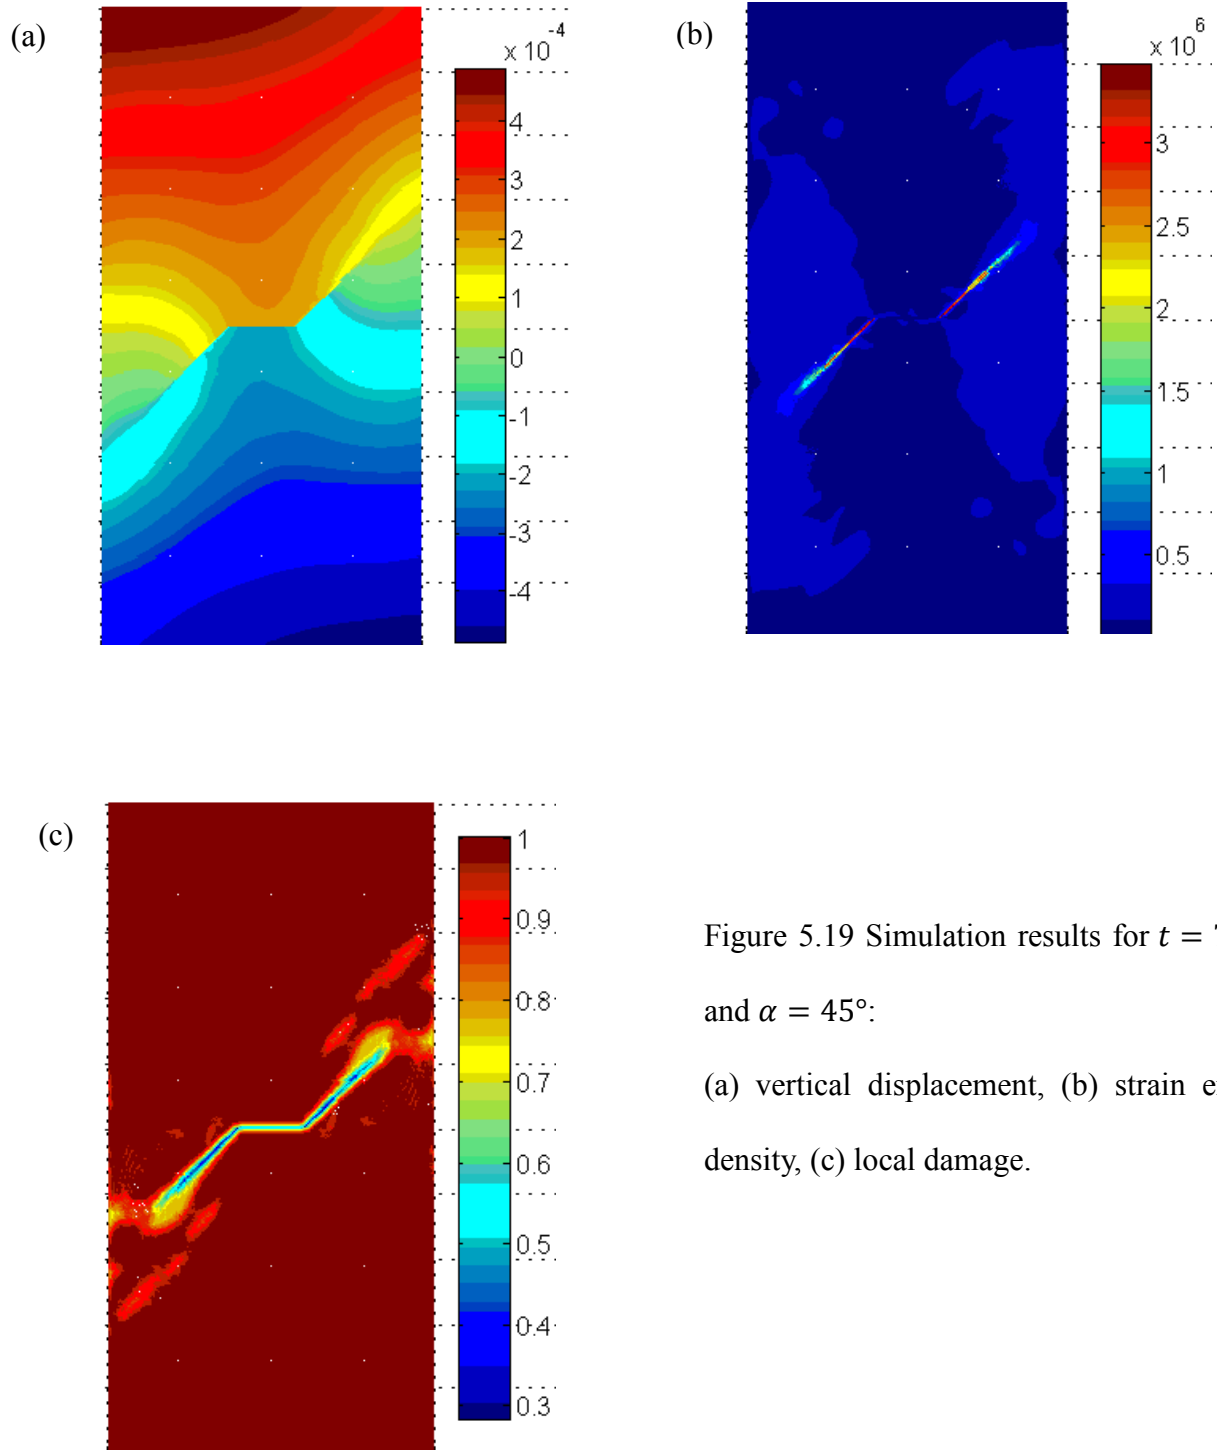 (a)
x 10-4
4
3
2
1
0
-1
-2
-3
-4
(b)
x 106
3
2.5
2
1.5
1
0.5
(c)
1
0.9
0.8
0.7
0.6
0.5
0.4
0.3
Figure 5.19 Simulation results for t =
and α = 45°:
(a) vertical displacement, (b) strain
density, (c) local damage.